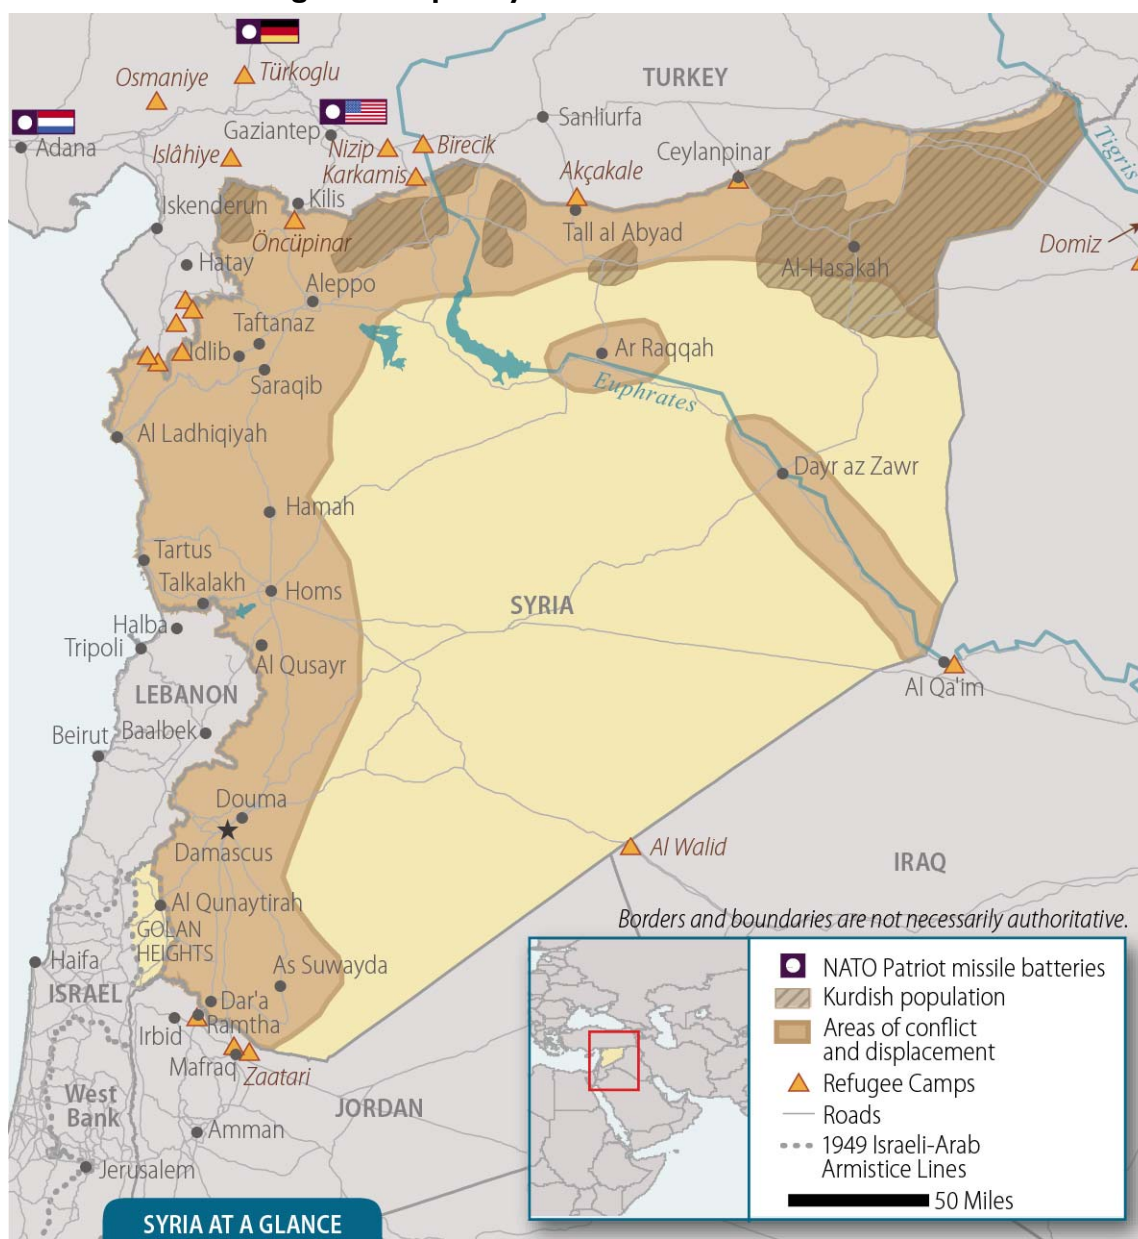 Osmaniye
Türkoglu
TURKEY
Adana
Gaziantep
Sanliurfa
Nizip
Birecik
Islâhiye
Karkamis
Akçakale
Ceylanpinar
Tigris
Iskenderun
Kilis
Öncüpinar
Tall al Abyad
Domiz
Al-Hasakah
Hatay
Aleppo
Taftanaz
Idlib
Ar Raqqah
Saraqib
Euphrates
Al Ladhiqiyah
Dayr az Zawr
Hamah
Tartus
Talkalakh
Homs
SYRIA
Halba
Tripoli
Al Qusayr
Al Qa'im
LEBANON
Baalbek
Beirut
Douma
Damascus
Al Walid
IRAQ
Al Qunaytirah
GOLAN
HEIGHTS
Borders and boundaries are not necessarily authoritative.
Haifa
As Suwayda
ISRAEL
Dar'a
Ramtha
Irbid
Mafraq
Zaatari
West
Bank
JORDAN
Amman
Jerusalem
NATO Patriot missile batteries
Kurdish population
Areas of conflict
and displacement
Refugee Camps
Roads
1949 Israeli-Arab
Armistice Lines
50 Miles
SYRIA AT A GLANCE